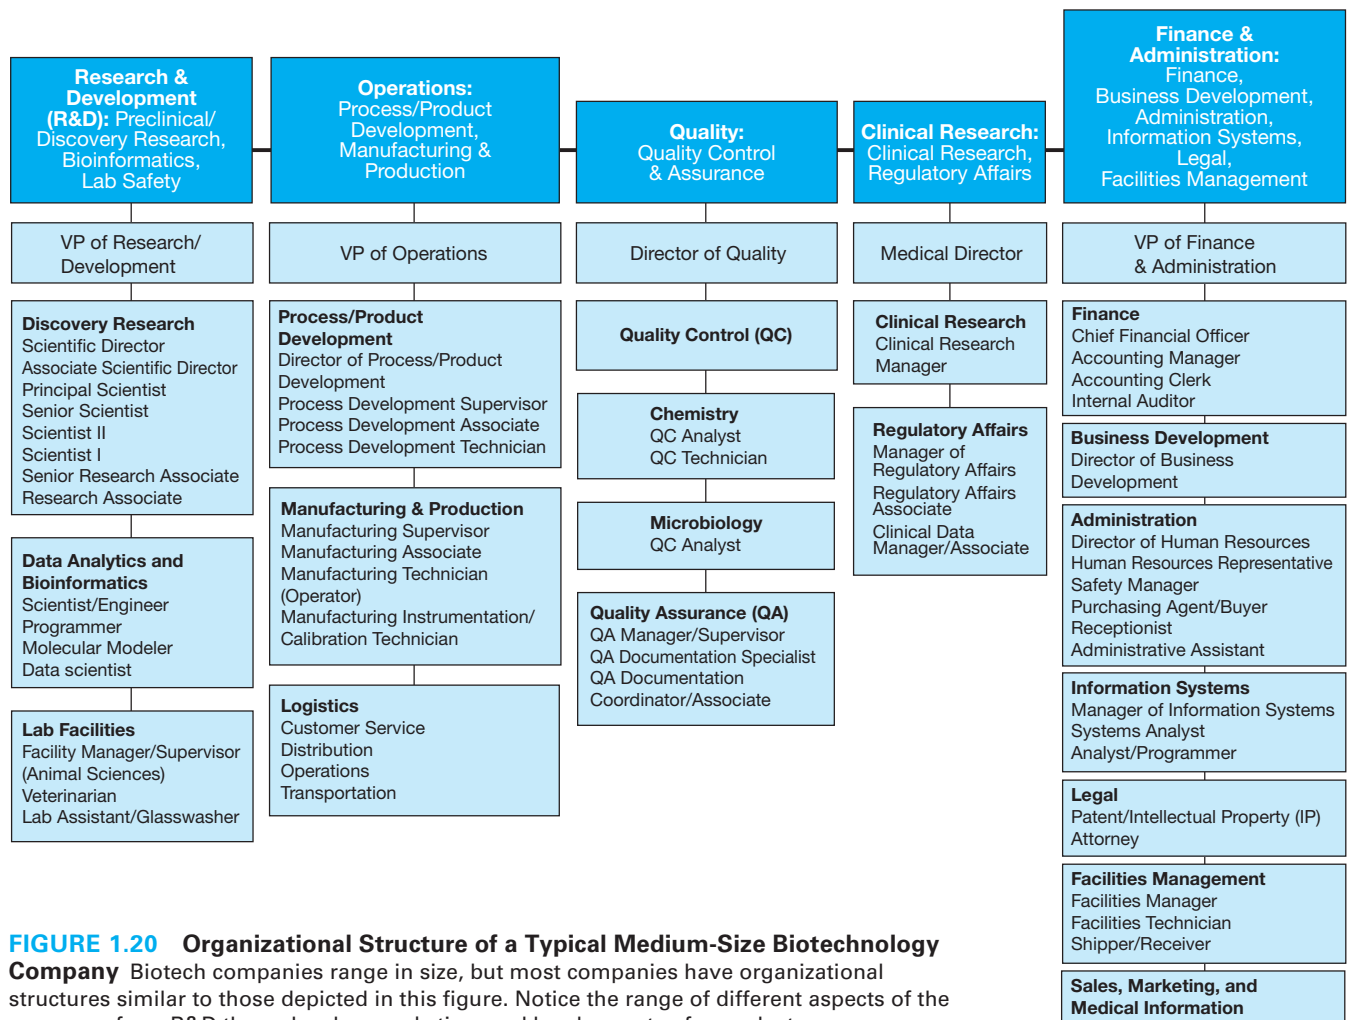 Research &
Development
(R&D): Preclinical/
Discovery Research,
Bioinformatics,
Lab Safety
VP of Research/
Development
Discovery Research
Scientific Director
Associate Scientific Director
Principal Scientist
Senior Scientist
Scientist II
Scientist I
Senior Research Associate
Research Associate
Data Analytics and
Bioinformatics
Scientist/Engineer
Programmer
Molecular Modeler
Data scientist
Lab Facilities
Facility Manager/Supervisor
(Animal Sciences)
Veterinarian
Lab Assistant/Glasswasher
Operations:
Process/Product
Development,
Manufacturing &
Production
VP of Operations
Process/Product
Development
Director of Process/Product
Development
Process Development Supervisor
Process Development Associate
Process Development Technician
Manufacturing & Production
Manufacturing Supervisor
Manufacturing Associate
Manufacturing Technician
(Operator)
Manufacturing Instrumentation/
Calibration Technician
Logistics
Customer Service
Distribution
Operations
Transportation
Quality:
Quality Control
& Assurance
Director of Quality
Quality Control (QC)
Chemistry
QC Analyst
QC Technician
Microbiology
QC Analyst
Quality Assurance (QA)
QA Manager/Supervisor
QA Documentation Specialist
QA Documentation
Coordinator/Associate
Clinical Research:
Clinical Research,
Regulatory Affairs
Medical Director
Clinical Research
Clinical Research
Manager
Regulatory Affairs
Manager of
Regulatory Affairs
Regulatory Affairs
Associate
Clinical Data
Manager/Associate
Finance &
Administration:
Finance,
Business Development,
Administration,
Information Systems,
Legal,
Facilities Management
VP of Finance
& Administration
Finance
Chief Financial Officer
Accounting Manager
Accounting Clerk
Internal Auditor
Business Development
Director of Business
Development
Administration
Director of Human Resources
Human Resources Representative
Safety Manager
Purchasing Agent/Buyer
Receptionist
Administrative Assistant
Information Systems
Manager of Information Systems
Systems Analyst
Analyst/Programmer
Legal
Patent/Intellectual Property (IP)
Attorney
Facilities Management
Facilities Manager
Facilities Technician
Shipper/Receiver
Sales, Marketing, and
Medical Information
FIGURE 1.20 Organizational Structure of a Typical Medium-Size Biotechnology
Company Biotech companies range in size, but most companies have organizational
structures similar to those depicted in this figure. Notice the range of different aspects of the